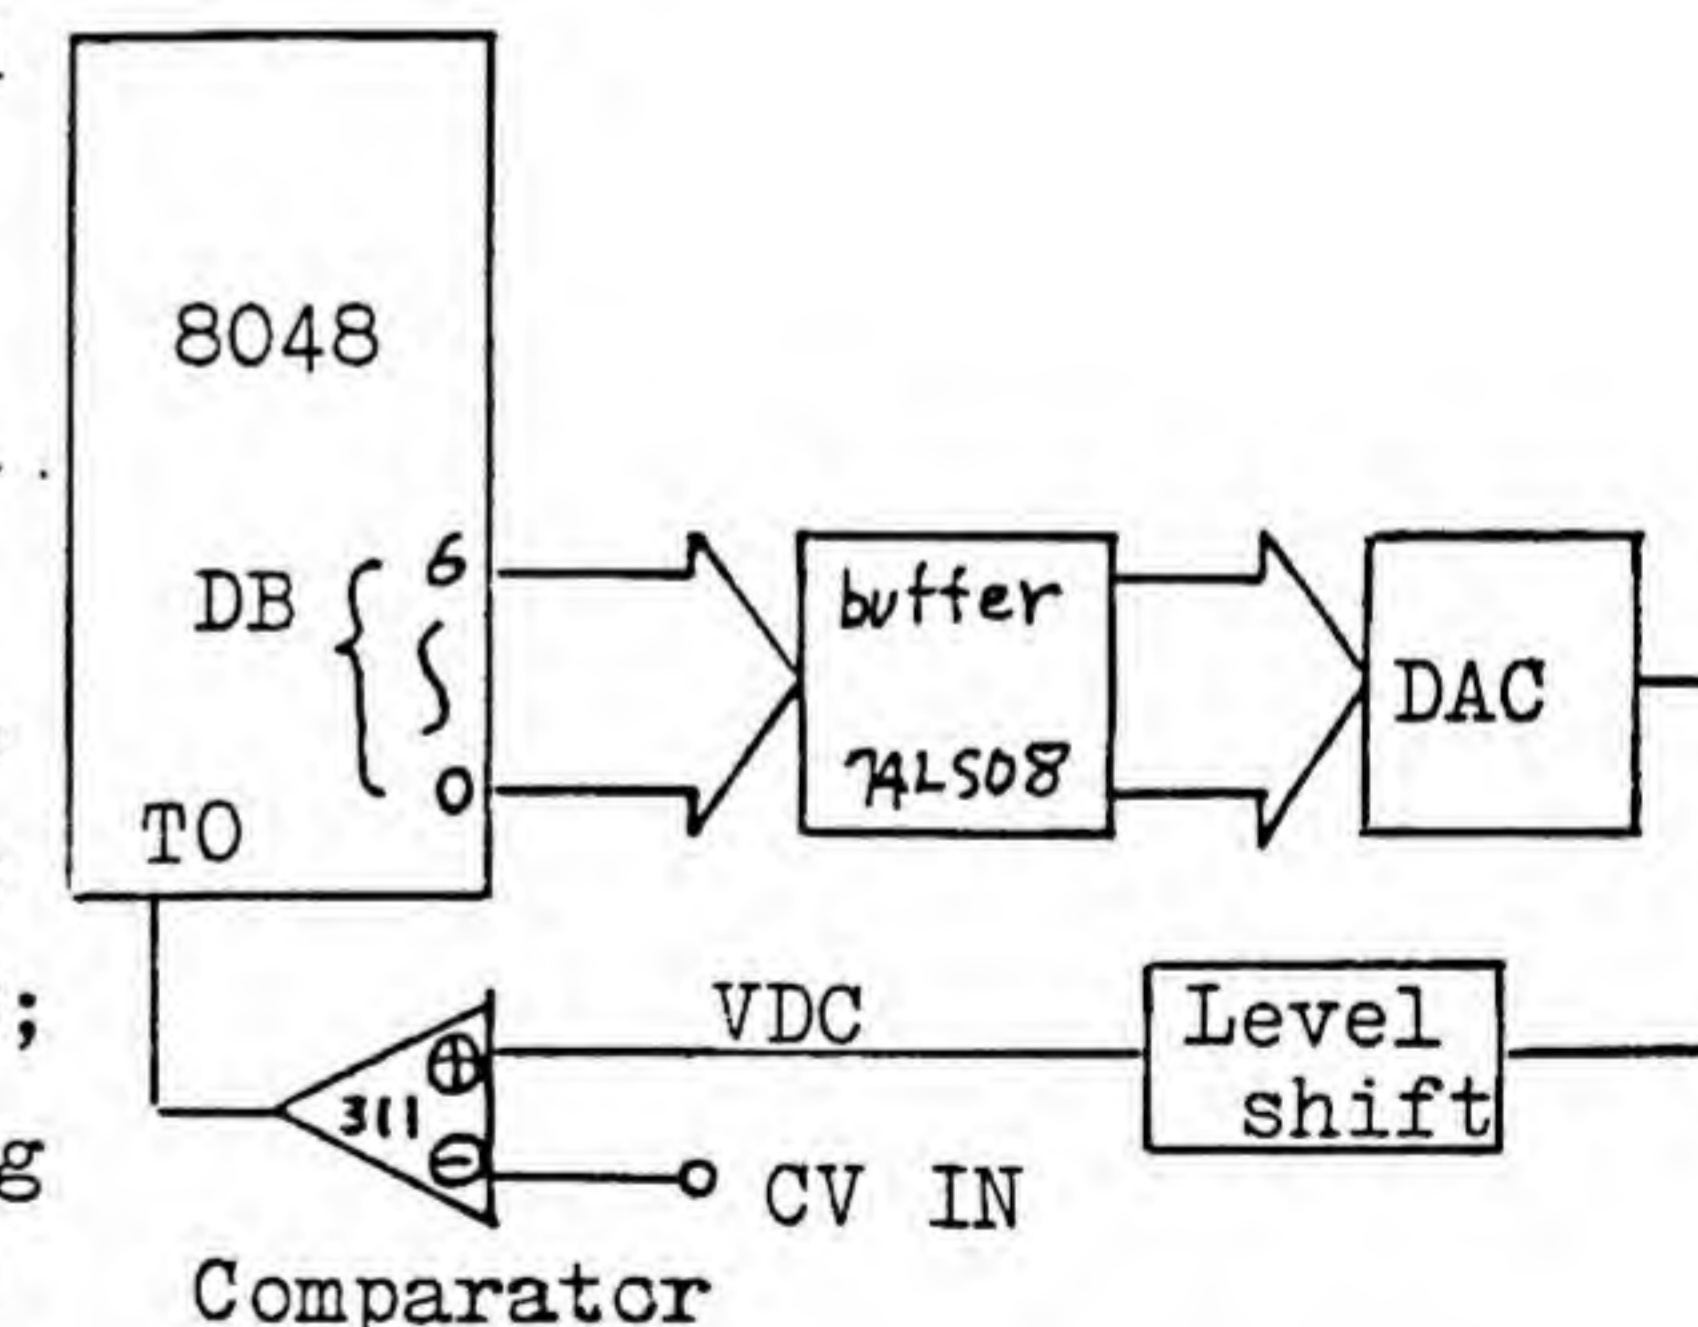 8048
DB { 6
∫
0
TO
buffer
74LS08
DAC
;
VDC
Level
shift
⊕
311
⊖
g
CV IN
Comparator